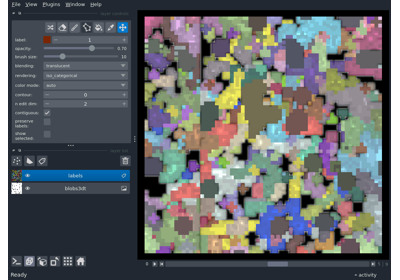 File View Plugins Window Help
label: 1
opacity: 0.70
brush size: 10
blending: translucent
rendering: iso_categorical
color mode: auto
contour: 0
n edit dim: 2
contiguous:
preserve
labels:
show
selected:
labels
blobs3dt
Ready
activity